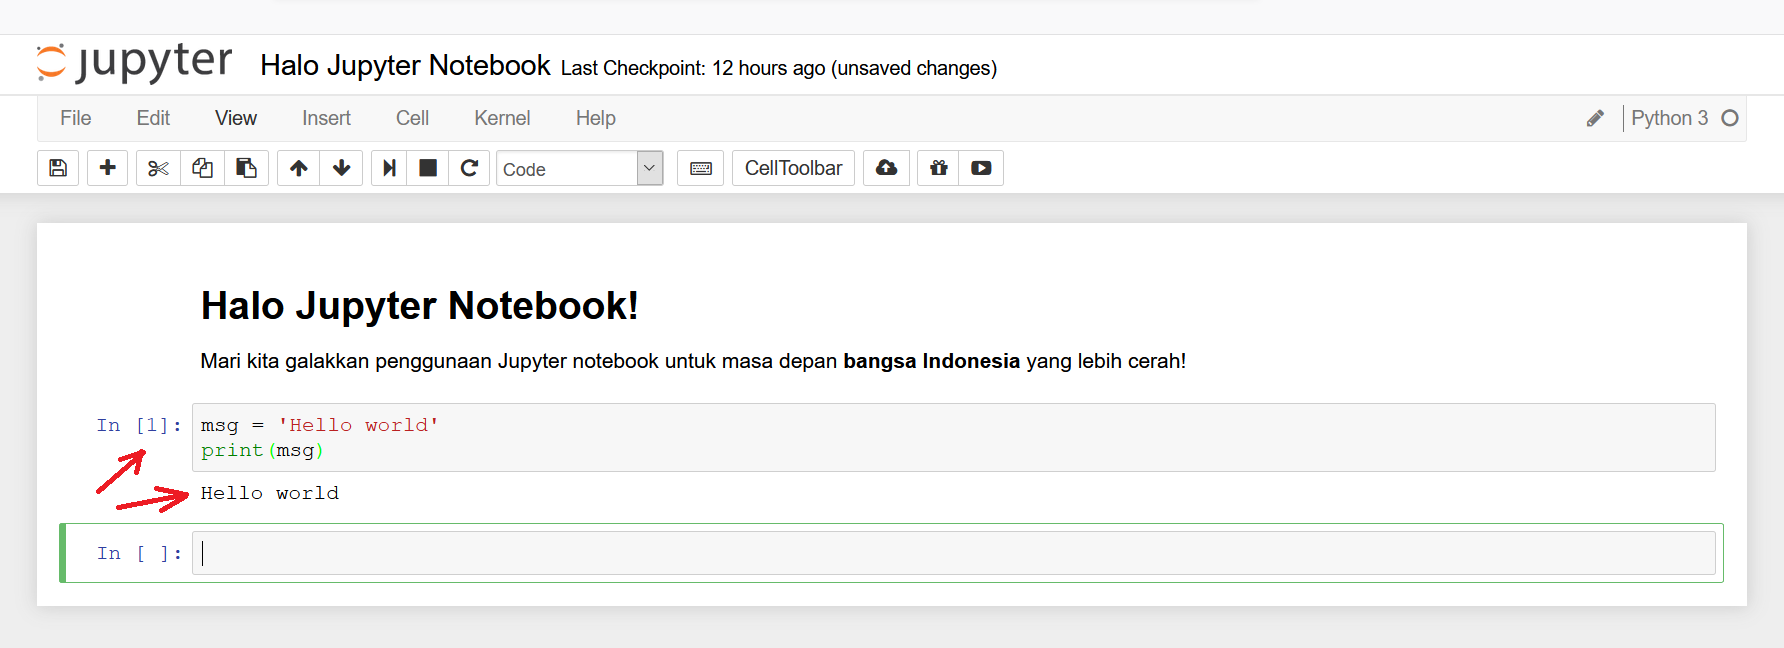 jupyter Halo Jupyter Notebook Last Checkpoint: 12 hours ago (unsaved changes)
File Edit View Insert Cell Kernel Help Python 3
Code CellToolbar
Halo Jupyter Notebook!
Mari kita galakkan penggunaan Jupyter notebook untuk masa depan bangsa Indonesia yang lebih cerah!
In [1]: msg = 'Hello world'
print(msg)
Hello world
In [ ]: